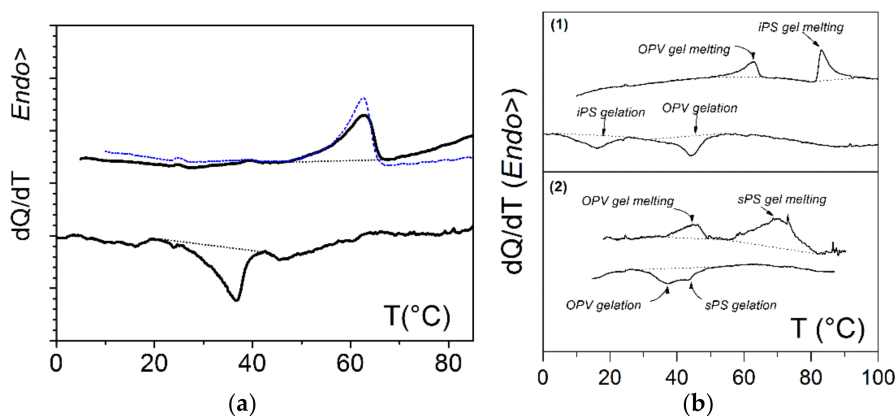 dQ/dT
Endo>
T(°C)
0
20
40
60
80
(a)
dQ/dT (Endo>)
(1)
iPS gel melting
OPV gel melting
iPS gelation
OPV gelation
(2)
OPV gel melting
sPS gel melting
OPV gelation
sPS gelation
T (°C)
0
20
40
60
80
100
(b)